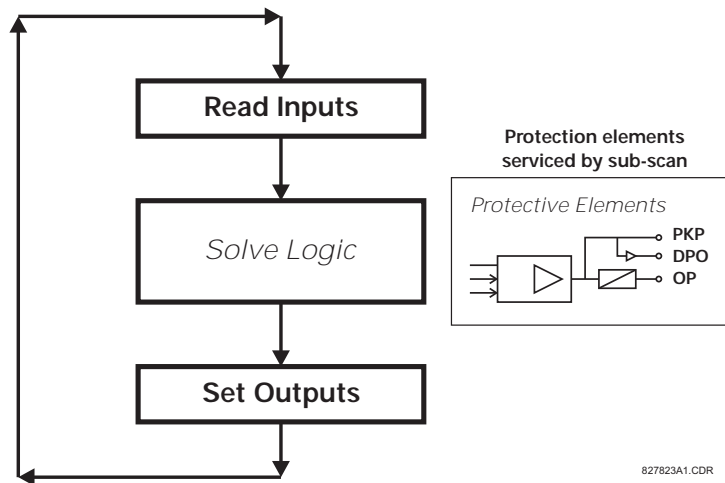 Read Inputs
Solve Logic
Set Outputs
Protection elements
serviced by sub-scan
Protective Elements
PKP
DPO
OP
827823A1.CDR